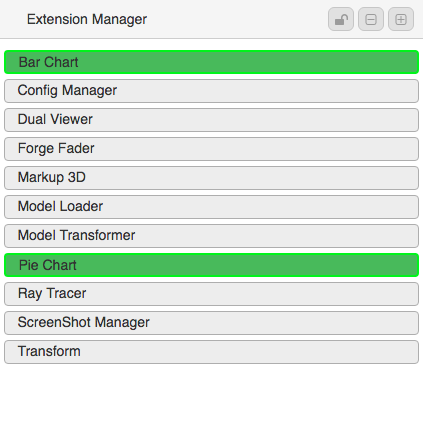 Extension Manager
Bar Chart
Config Manager
Dual Viewer
Forge Fader
Markup 3D
Model Loader
Model Transformer
Pie Chart
Ray Tracer
ScreenShot Manager
Transform